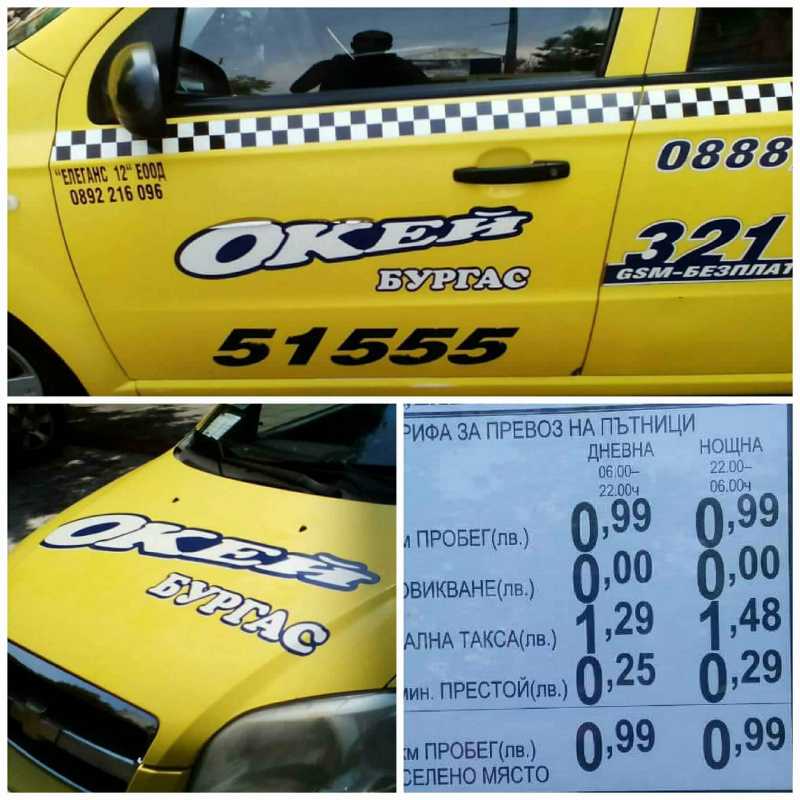 "ЕЛЕГАНС 12" ЕООД
0892 216 096
ОКЕЙ
БУРГАС
51555
0888
321
GSM-БЕЗПЛАТ
ОКЕЙ
БУРГАС
РИФА ЗА ПРЕВОЗ НА ПЪТНИЦИ
ДНЕВНА НОЩНА
06.00– 22.00–
22.00ч 06.00ч
м ПРОБЕГ(лв.) 0,99 0,99
ОВИКВАНЕ(лв.) 0,00 0,00
АЛНА ТАКСА(лв.) 1,29 1,48
мин. ПРЕСТОЙ(лв.) 0,25 0,29
км ПРОБЕГ(лв.) 0,99 0,99
СЕЛЕНО МЯСТО